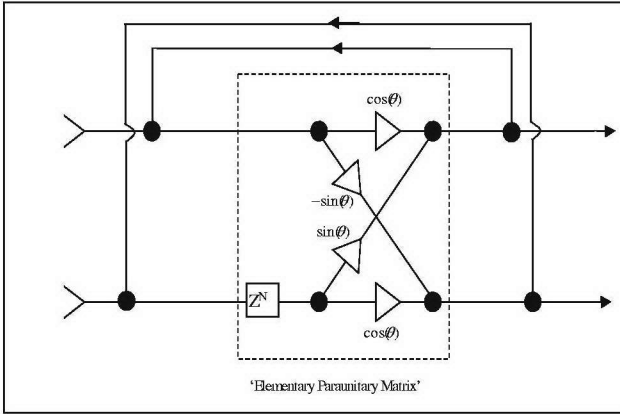 cos(θ)
−sin(θ)
sin(θ)
Z^N
cos(θ)
'Elementary Paraunitary Matrix'